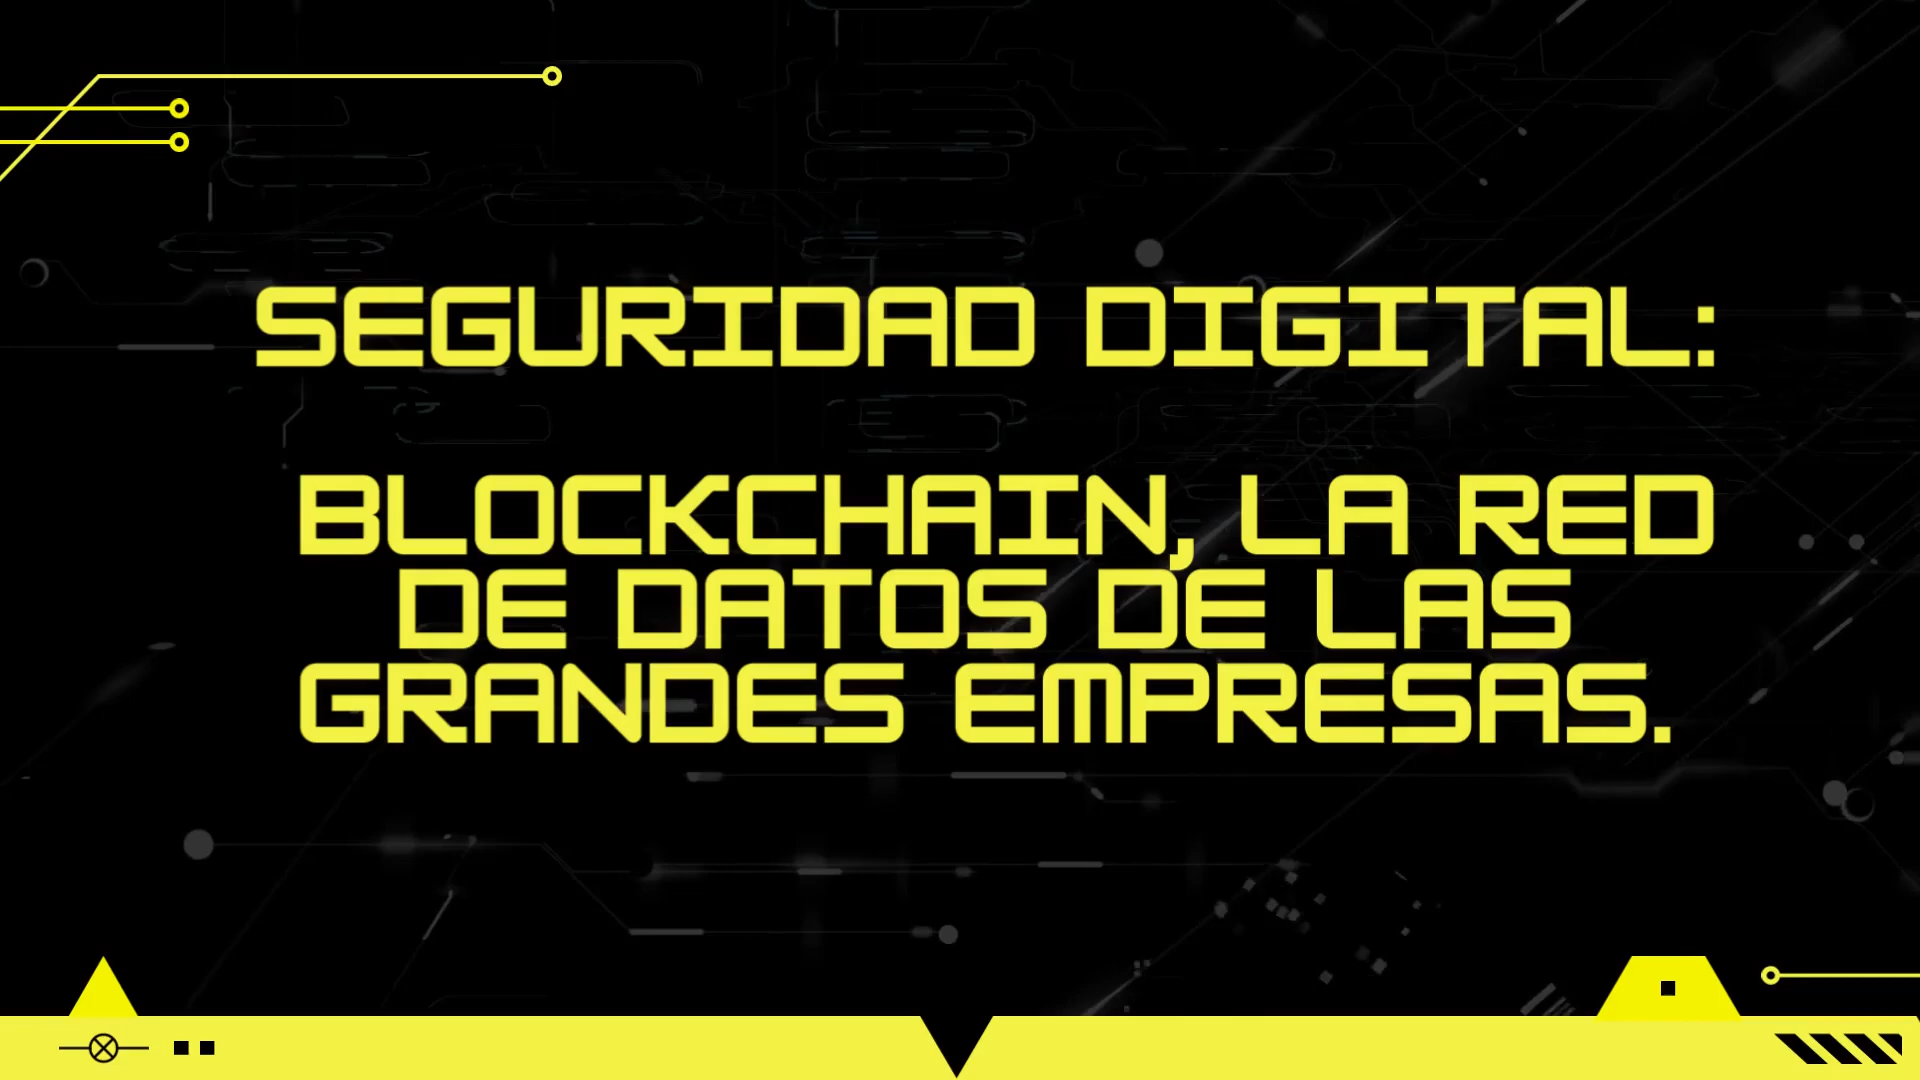 SEGURIDAD DIGITAL:
BLOCKCHAIN, LA RED
DE DATOS DE LAS
GRANDES EMPRESAS.